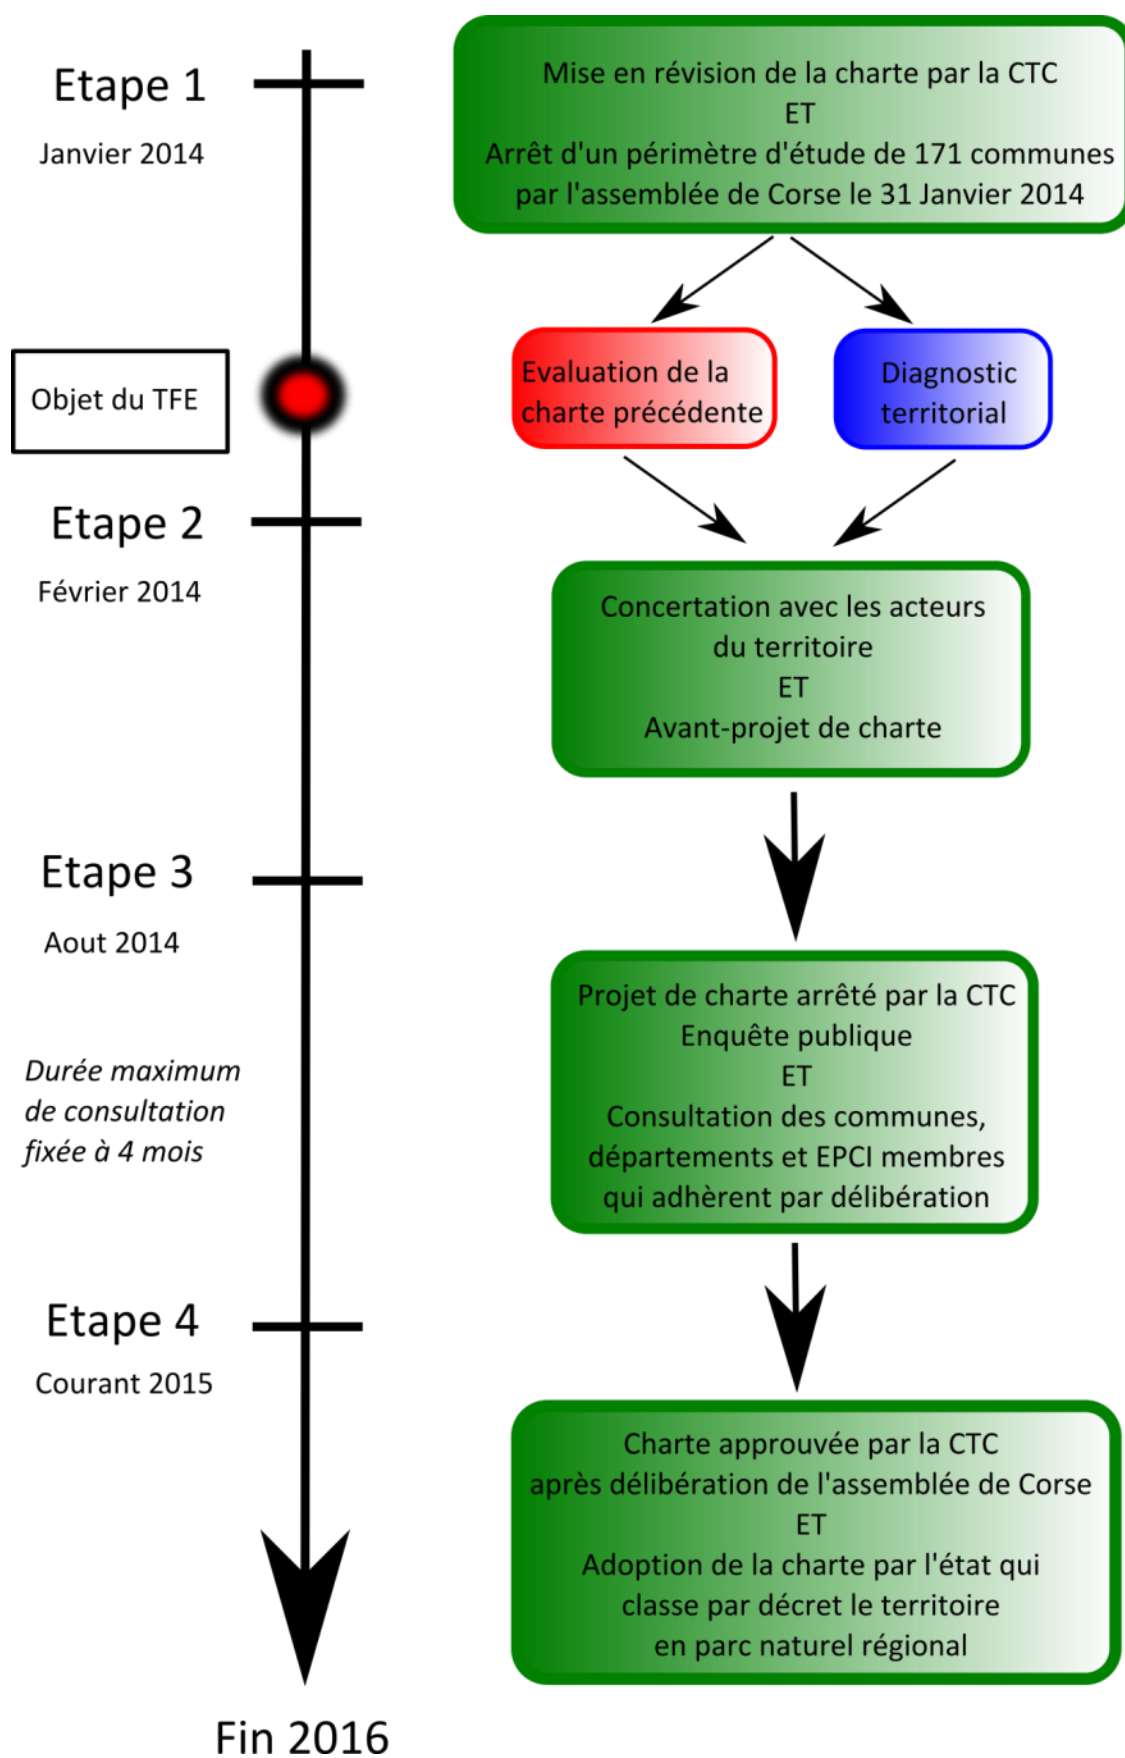 Etape 1
Janvier 2014
Mise en révision de la charte par la CTC
ET
Arrêt d'un périmètre d'étude de 171 communes
par l'assemblée de Corse le 31 Janvier 2014
Objet du TFE
Evaluation de la
charte précédente
Diagnostic
territorial
Etape 2
Février 2014
Concertation avec les acteurs
du territoire
ET
Avant-projet de charte
Etape 3
Aout 2014
Durée maximum
de consultation
fixée à 4 mois
Projet de charte arrêté par la CTC
Enquête publique
ET
Consultation des communes,
départements et EPCI membres
qui adhèrent par délibération
Etape 4
Courant 2015
Charte approuvée par la CTC
après délibération de l'assemblée de Corse
ET
Adoption de la charte par l'état qui
classe par décret le territoire
en parc naturel régional
Fin 2016